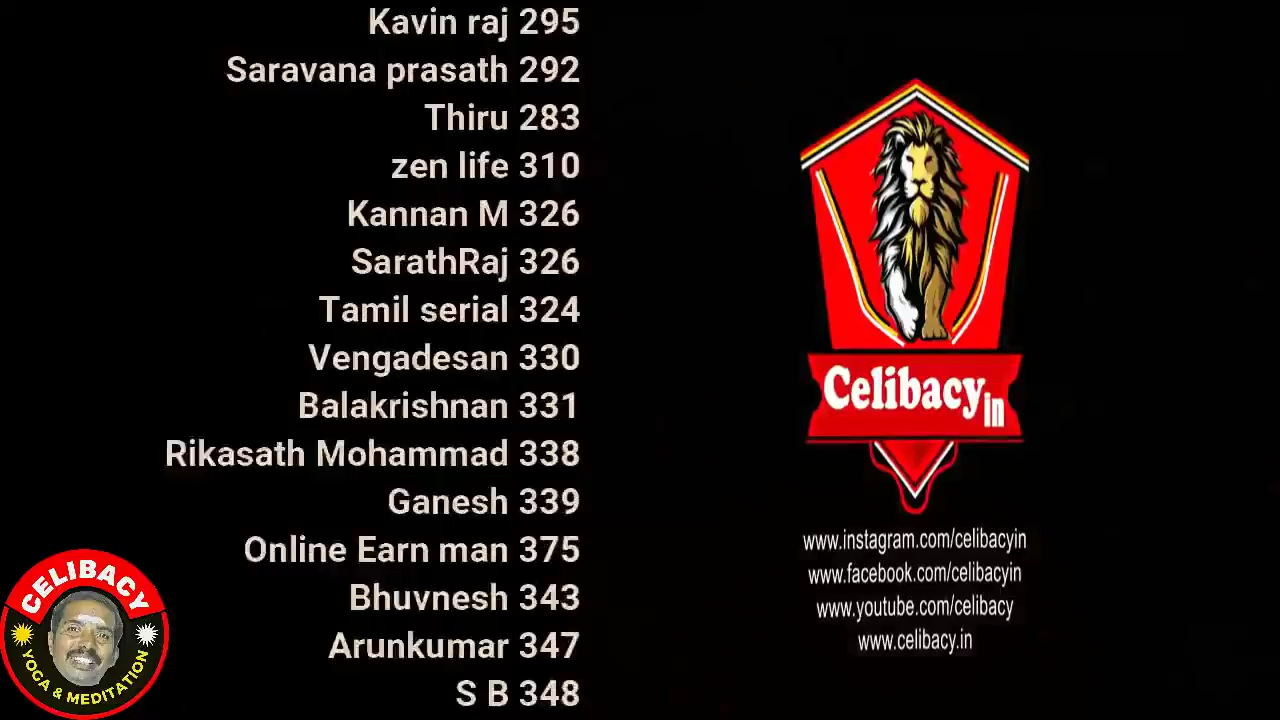 Kavin raj 295
Saravana prasath 292
Thiru 283
zen life 310
Kannan M 326
SarathRaj 326
Tamil serial 324
Vengadesan 330
Balakrishnan 331
Rikasath Mohammad 338
Ganesh 339
Online Earn man 375
Bhuvnesh 343
Arunkumar 347
S B 348
Celibacyin
www.instagram.com/celibacyin
www.facebook.com/celibacyin
www.youtube.com/celibacy
www.celibacy.in
CELIBACY
YOGA & MEDITATION